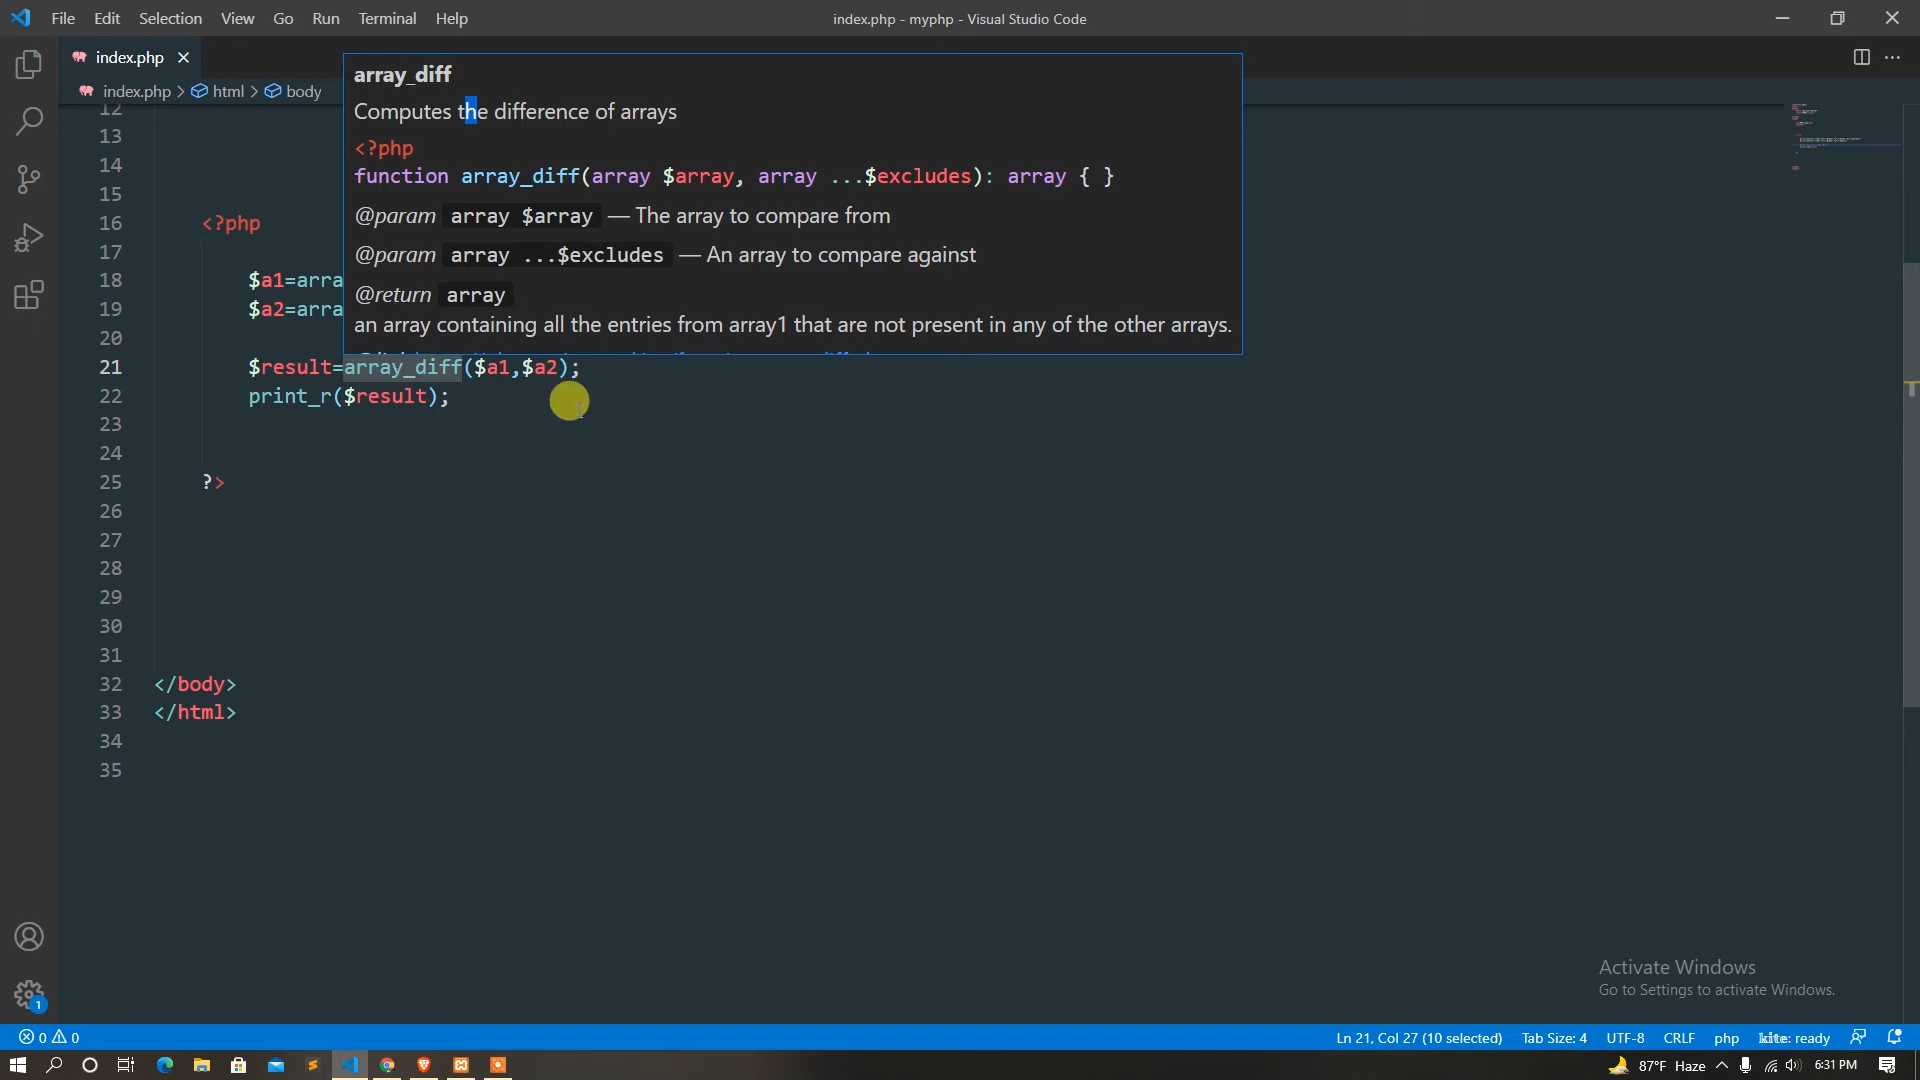 File Edit Selection View Go Run Terminal Help
index.php - myphp - Visual Studio Code
index.php
index.php > html > body
array_diff
Computes the difference of arrays
<?php
function array_diff(array $array, array ...$excludes): array { }
@param array $array — The array to compare from
@param array ...$excludes — An array to compare against
@return array
an array containing all the entries from array1 that are not present in any of the other arrays.
12
13
14
15
16 <?php
17
18 $a1=arra
19 $a2=arra
20
21 $result=array_diff($a1,$a2);
22 print_r($result);
23
24
25 ?>
26
27
28
29
30
31
32 </body>
33 </html>
34
35
Activate Windows
Go to Settings to activate Windows.
1
0 0
Ln 21, Col 27 (10 selected) Tab Size: 4 UTF-8 CRLF php kite: ready
87°F Haze 6:31 PM